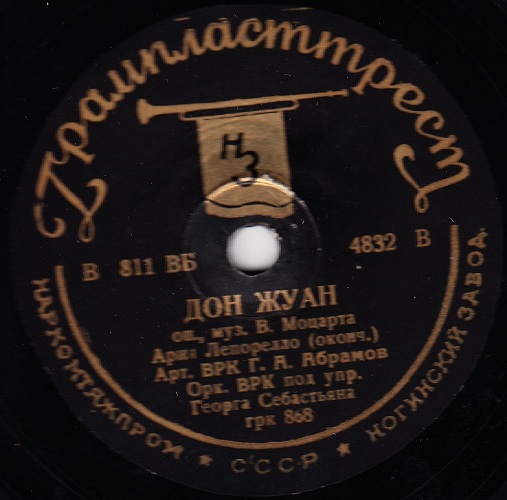 Грампласттрест
НЗ
В 811 ВБ
4832 В
ДОН ЖУАН
оп, муз. В. Моцарта
Ария Лепорелло (оконч.)
Арт. ВРК Г. А. Абрамов
Орк. ВРК под упр.
Георга Себастьяна
грк 868
НАРКОМТЯЖПРОМ ★ СССР ★ НОГИНСКИЙ ЗАВОД.